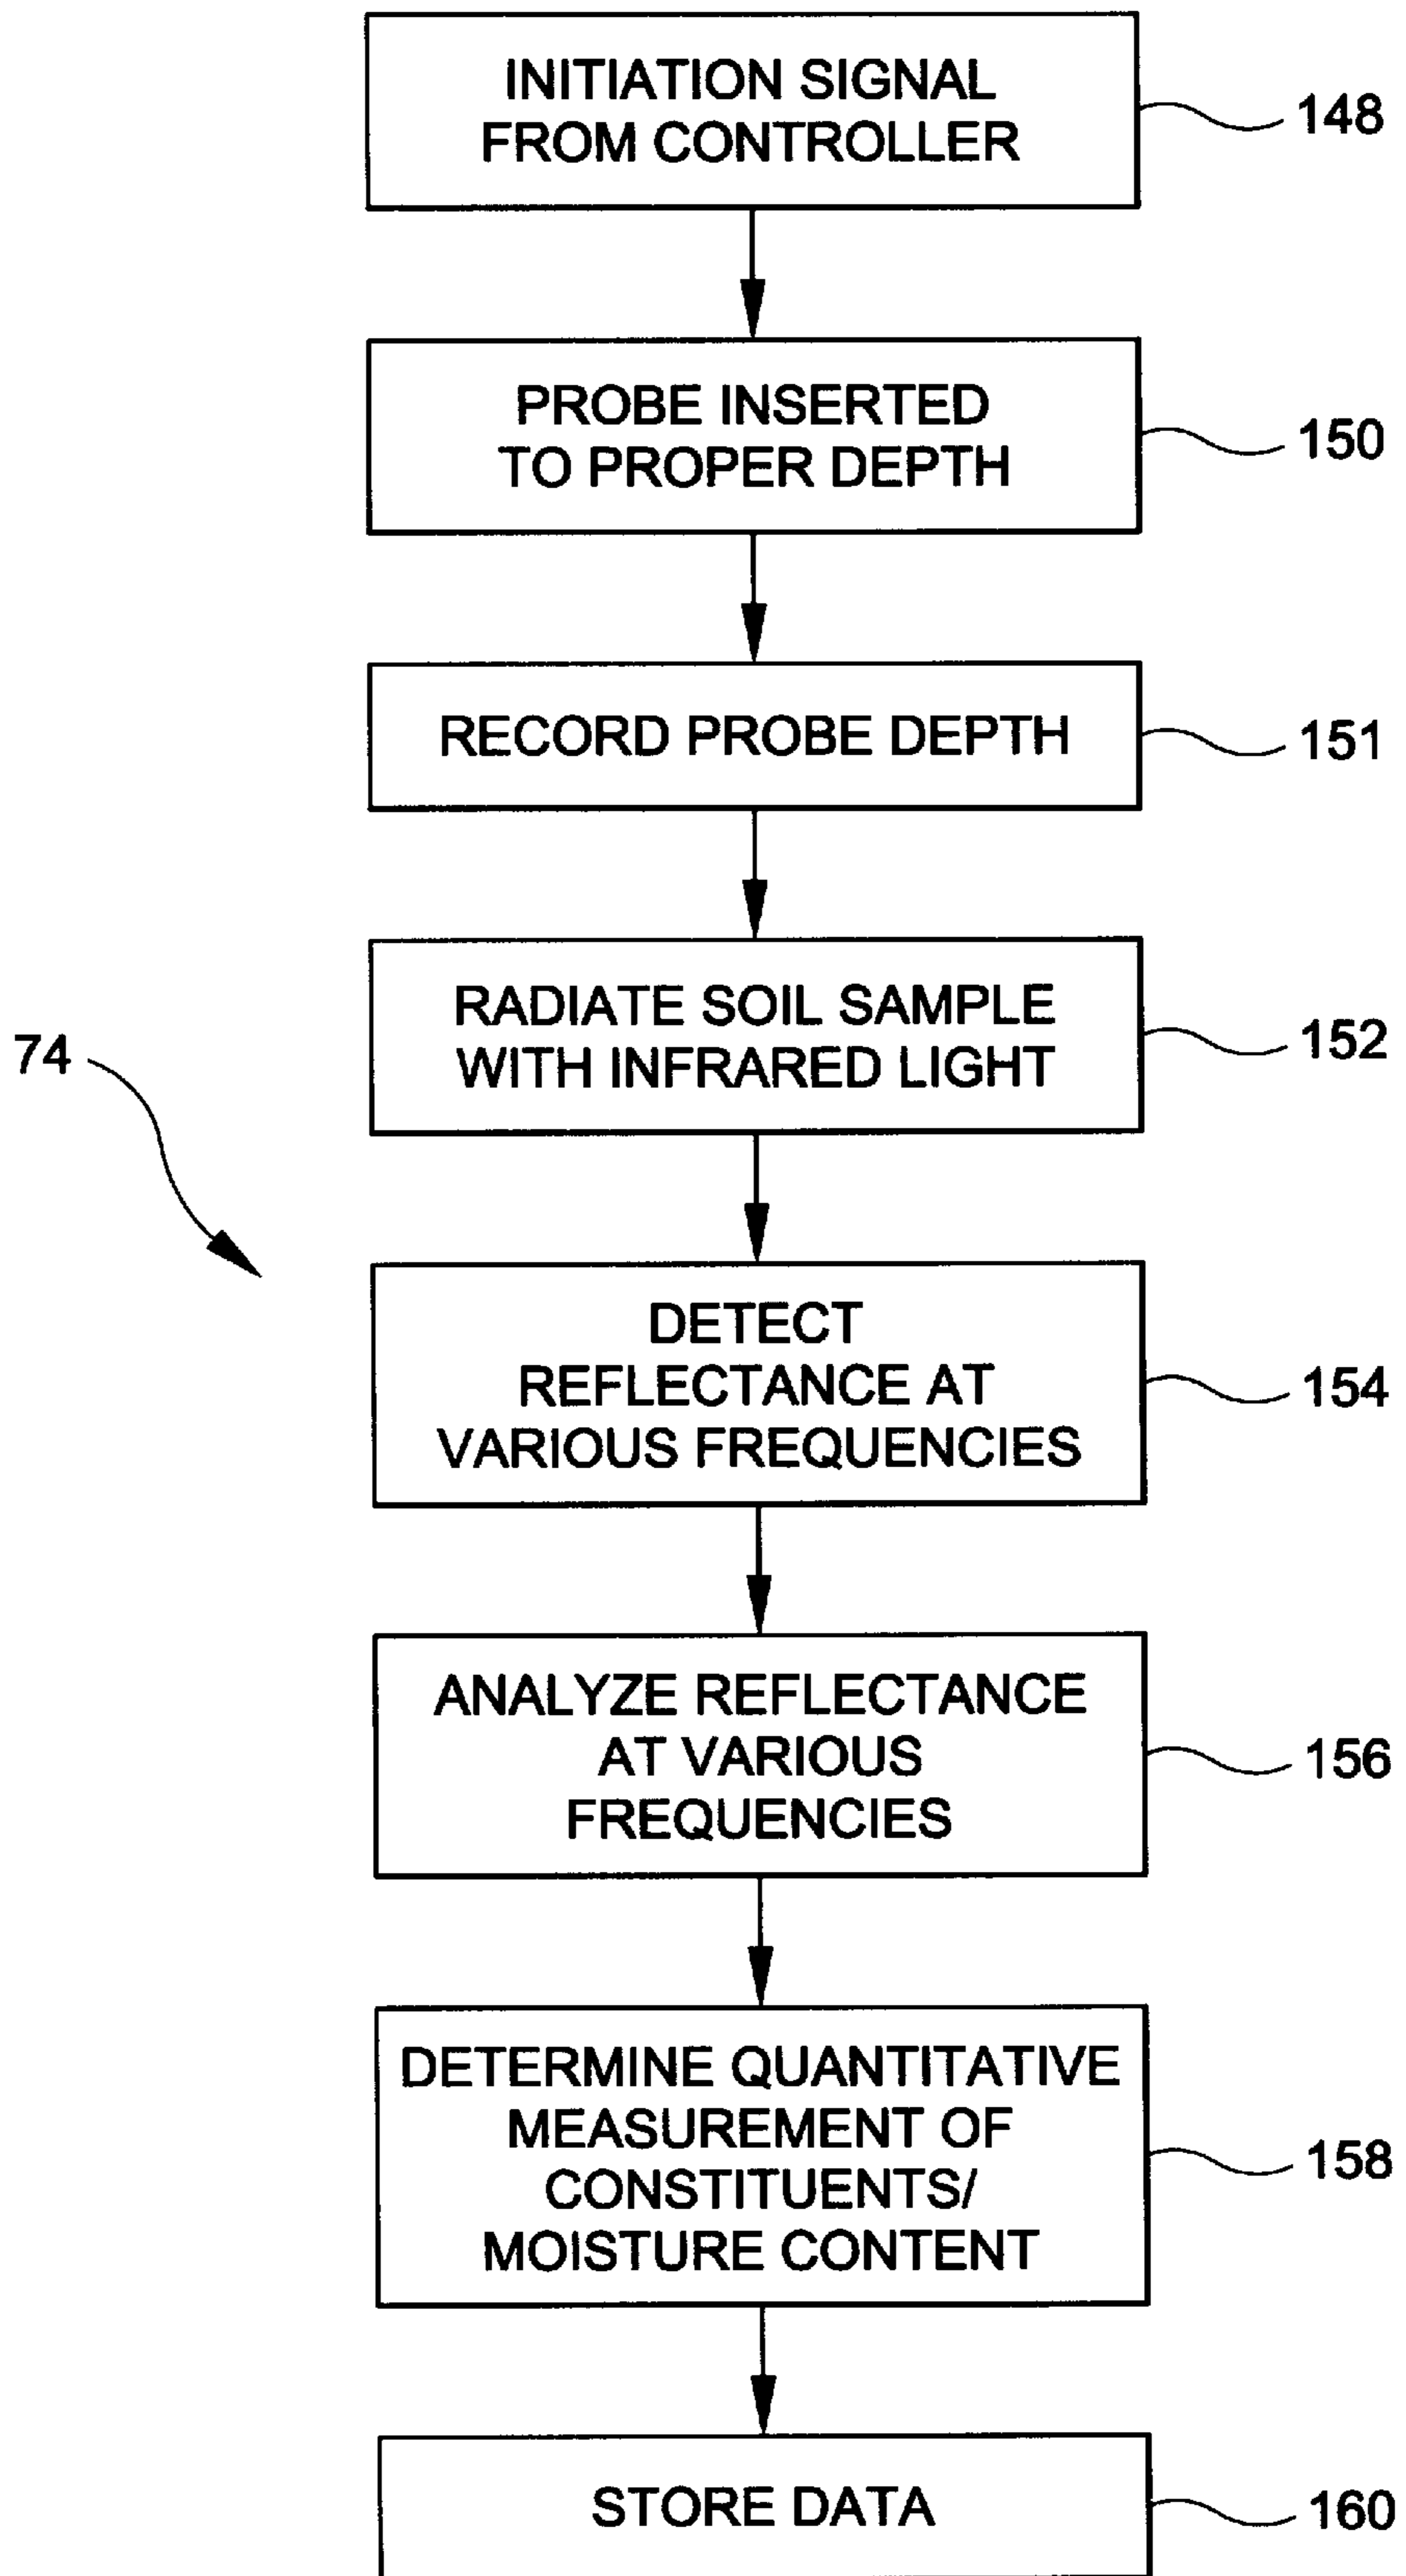 INITIATION SIGNAL
FROM CONTROLLER
148
PROBE INSERTED
TO PROPER DEPTH
150
RECORD PROBE DEPTH
151
RADIATE SOIL SAMPLE
WITH INFRARED LIGHT
152
74
DETECT
REFLECTANCE AT
VARIOUS FREQUENCIES
154
ANALYZE REFLECTANCE
AT VARIOUS
FREQUENCIES
156
DETERMINE QUANTITATIVE
MEASUREMENT OF
CONSTITUENTS/
MOISTURE CONTENT
158
STORE DATA
160